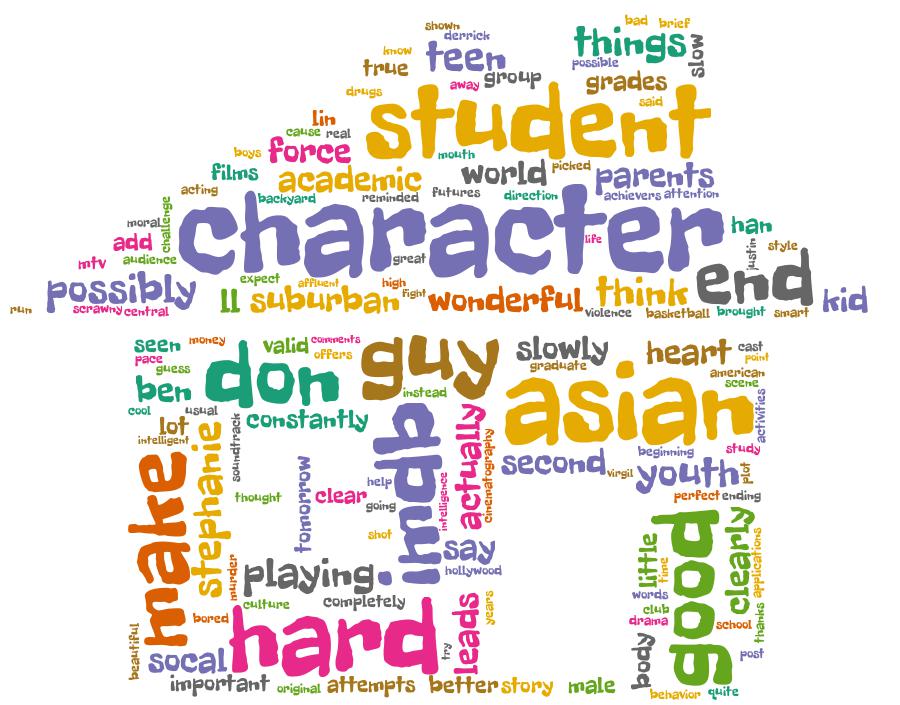 shown
bad
brief
derrick
know
teen
things
slow
true
group
possible
away
grades
drugs
student
said
lin
cause
real
boys
force
mouth
films
academic
world
picked
parents
acting
backyard
reminded
futures
direction
achievers
attention
moral
challenge
character
life
han
add
great
justin
style
mtv
audience
possibly
expect
affluent
high
fight
think
end
run
scrawny
central
ll
suburban
wonderful
violence
basketball
brought
smart
kid
seen
money
valid
comments
guy
slowly
heart
cast
pace
guess
offers
graduate
point
ben
don
instead
asian
american
scene
activities
cool
usual
constantly
imdb
actually
lot
intelligent
soundtrack
cinematography
second
virgil
beginning
study
make
stephanie
tomorrow
help
intelligence
youth
plot
thought
clear
going
perfect
ending
shot
say
hollywood
little
time
good
clearly
applications
murder
playing
words
culture
completely
club
bored
hard
leads
years
drama
school
thanks
beautiful
socal
try
body
post
important
original
attempts
better
story
male
behavior
quite